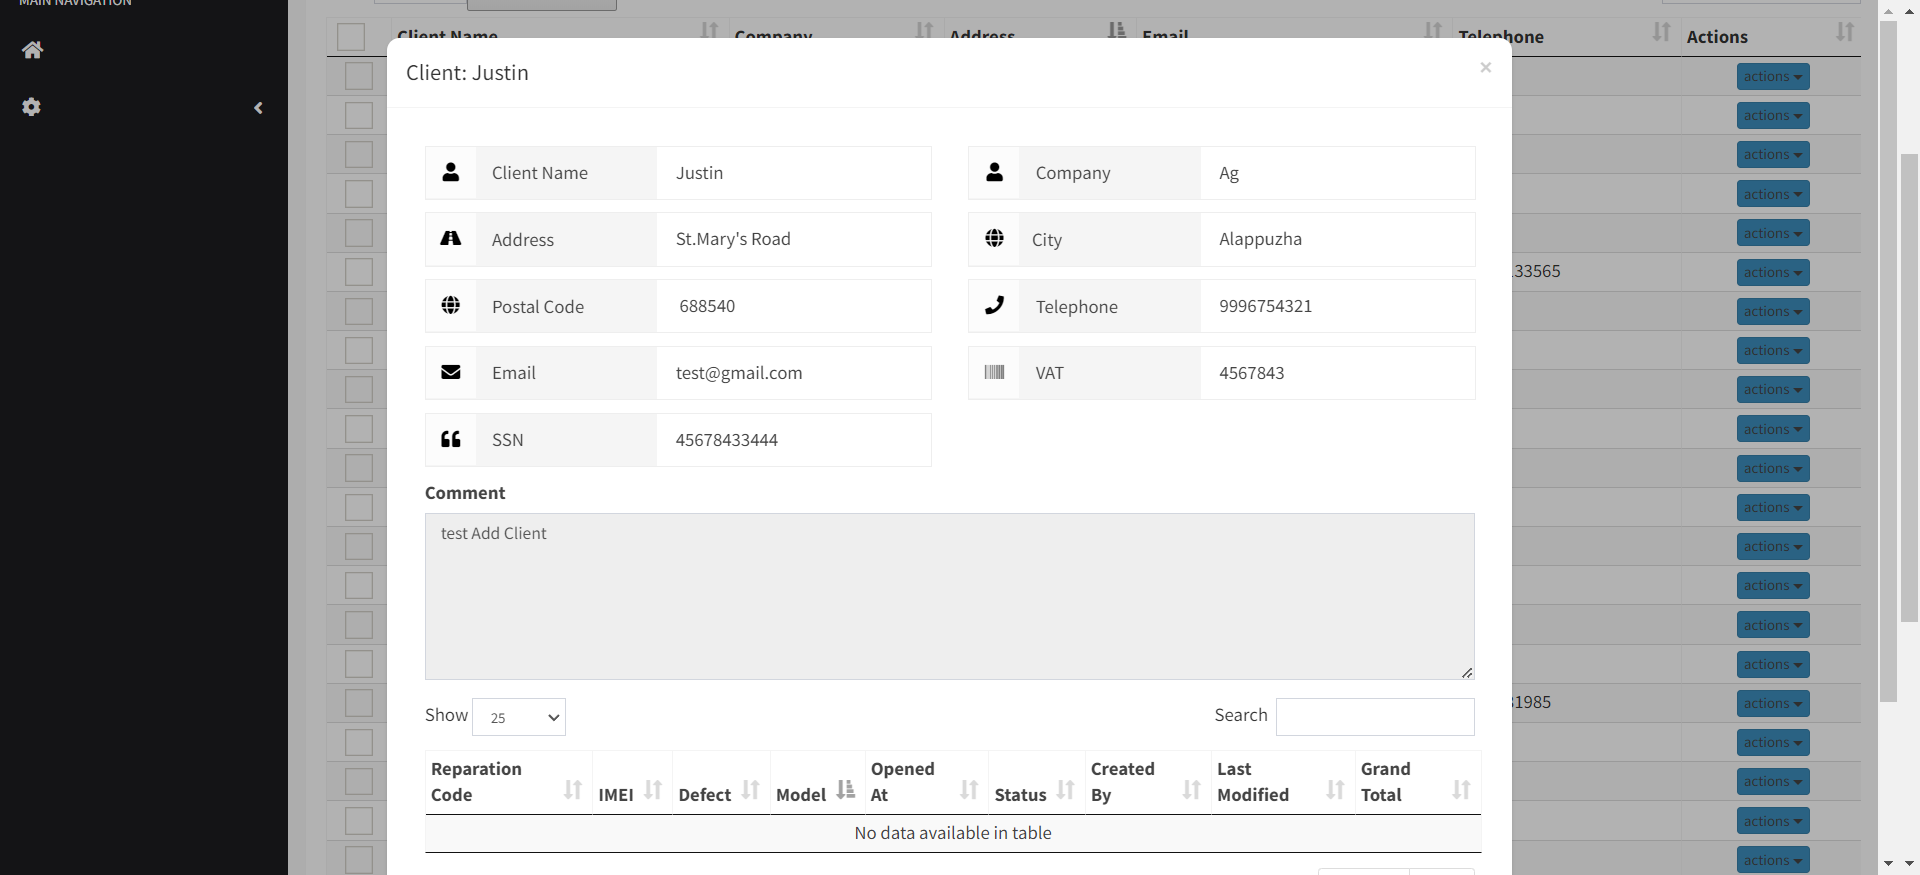 MAIN NAVIGATION
Client Name Company Address Email Telephone Actions
Client: Justin ×
actions
actions
actions
actions
actions
33565 actions
actions
actions
actions
actions
actions
actions
actions
actions
actions
actions
1985 actions
actions
actions
actions
actions
Client Name Justin Company Ag
Address St.Mary's Road City Alappuzha
Postal Code 688540 Telephone 9996754321
Email test@gmail.com VAT 4567843
SSN 45678433444
Comment
test Add Client
Show 25 Search
Reparation Code IMEI Defect Model Opened At Status Created By Last Modified Grand Total
No data available in table